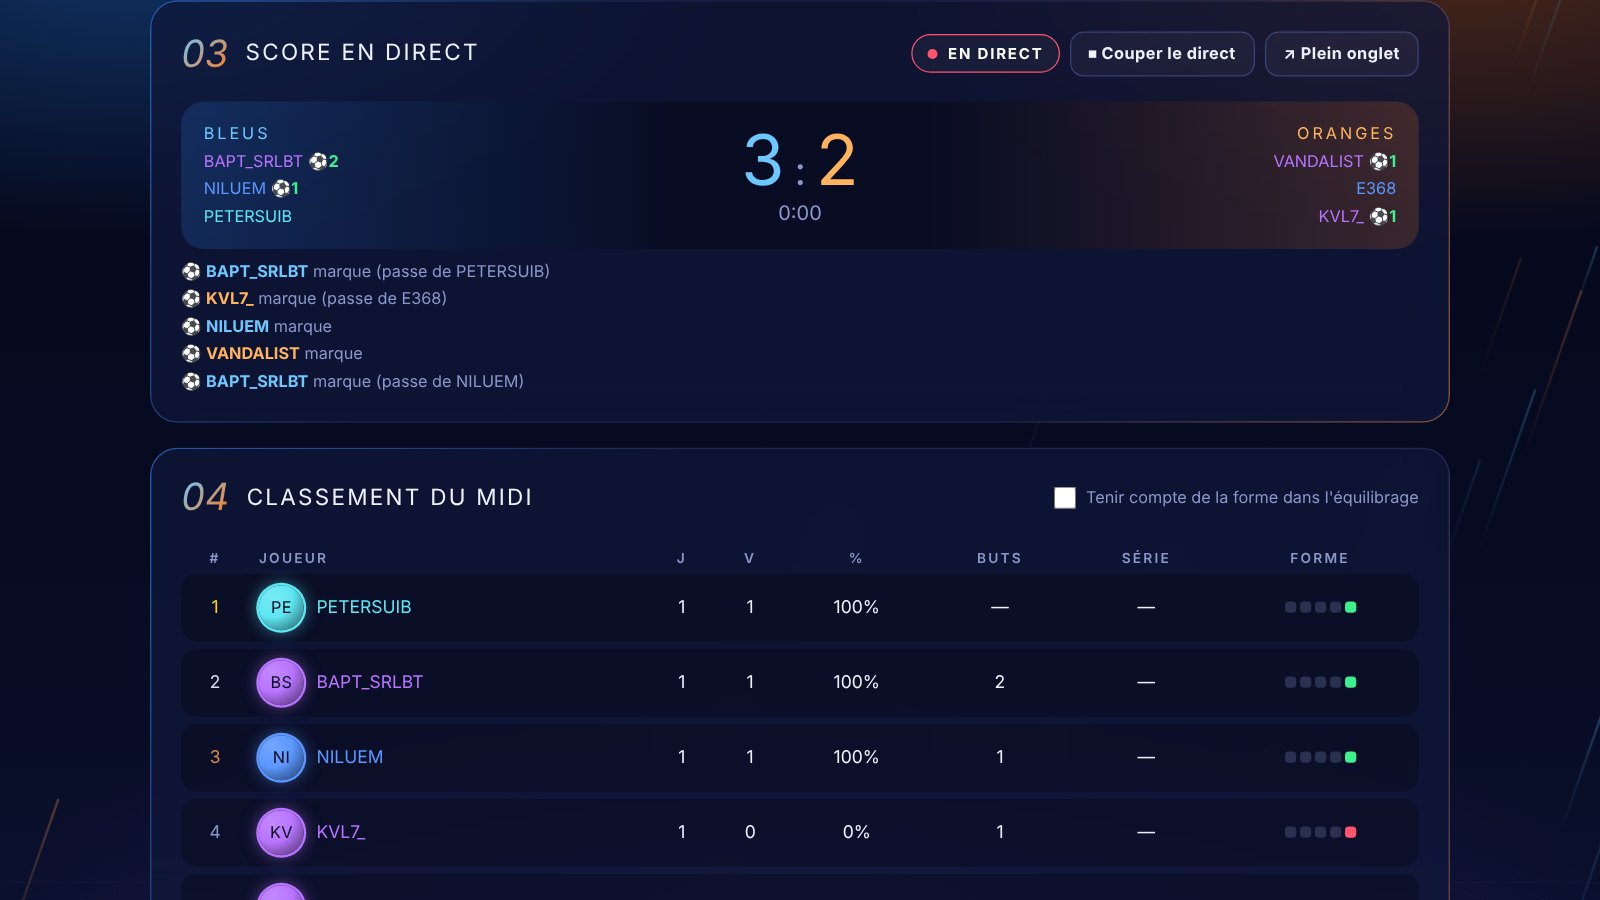 03 SCORE EN DIRECT
EN DIRECT
Couper le direct
Plein onglet
BLEUS
BAPT_SRLBT ⚽2
NILUEM ⚽1
PETERSUIB
3 : 2
0:00
ORANGES
VANDALIST ⚽1
E368
KVL7_ ⚽1
⚽ BAPT_SRLBT marque (passe de PETERSUIB)
⚽ KVL7_ marque (passe de E368)
⚽ NILUEM marque
⚽ VANDALIST marque
⚽ BAPT_SRLBT marque (passe de NILUEM)
04 CLASSEMENT DU MIDI
Tenir compte de la forme dans l'équilibrage
# JOUEUR J V % BUTS SÉRIE FORME
1 PE PETERSUIB 1 1 100% — —
2 BS BAPT_SRLBT 1 1 100% 2 —
3 NI NILUEM 1 1 100% 1 —
4 KV KVL7_ 1 0 0% 1 —